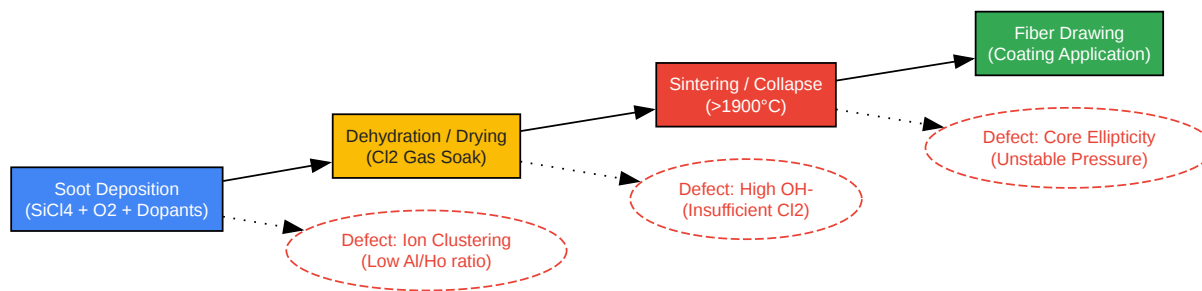 Soot Deposition
(SiCl4 + O2 + Dopants)
Dehydration / Drying
(Cl2 Gas Soak)
Sintering / Collapse
(>1900°C)
Fiber Drawing
(Coating Application)
Defect: Ion Clustering
(Low Al/Ho ratio)
Defect: High OH-
(Insufficient Cl2)
Defect: Core Ellipticity
(Unstable Pressure)